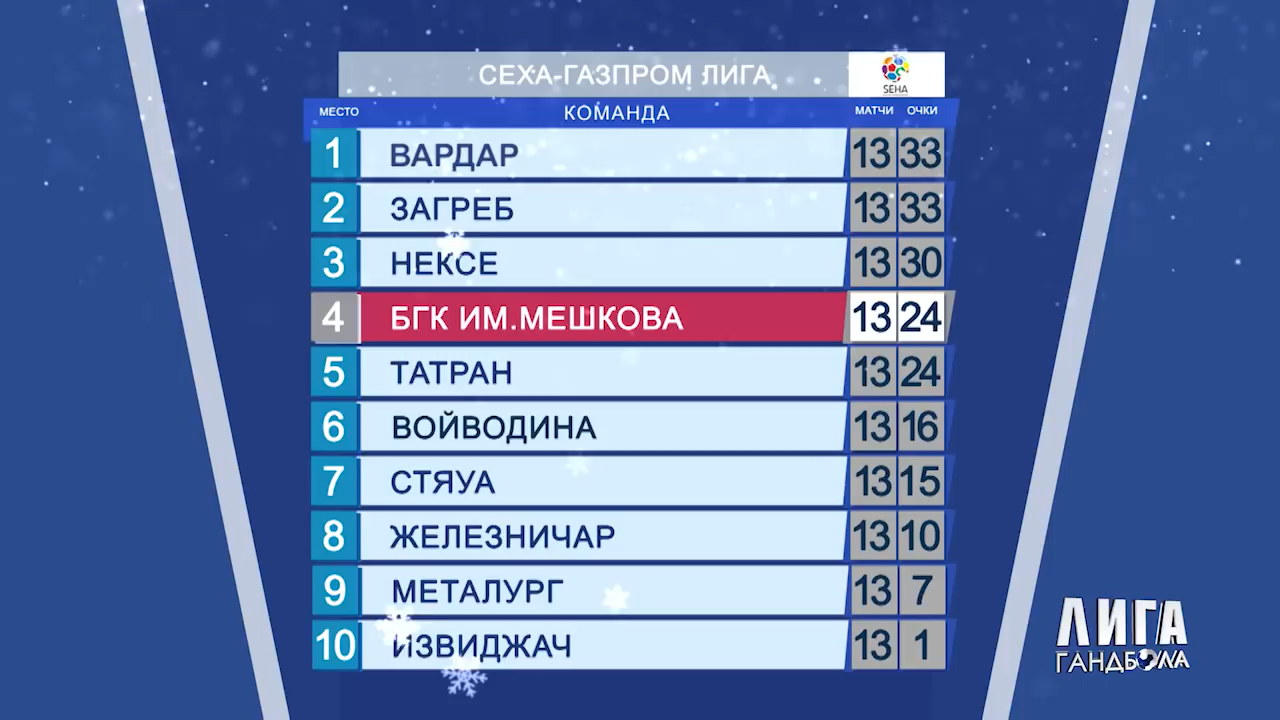 СЕХА-ГАЗПРОМ ЛИГА
SEHA
МЕСТО КОМАНДА МАТЧИ ОЧКИ
1 ВАРДАР 13 33
2 ЗАГРЕБ 13 33
3 НЕКСЕ 13 30
4 БГК ИМ.МЕШКОВА 13 24
5 ТАТРАН 13 24
6 ВОЙВОДИНА 13 16
7 СТЯУА 13 15
8 ЖЕЛЕЗНИЧАР 13 10
9 МЕТАЛУРГ 13 7
10 ИЗВИДЖАЧ 13 1
ЛИГА
ГАНДБОЛА